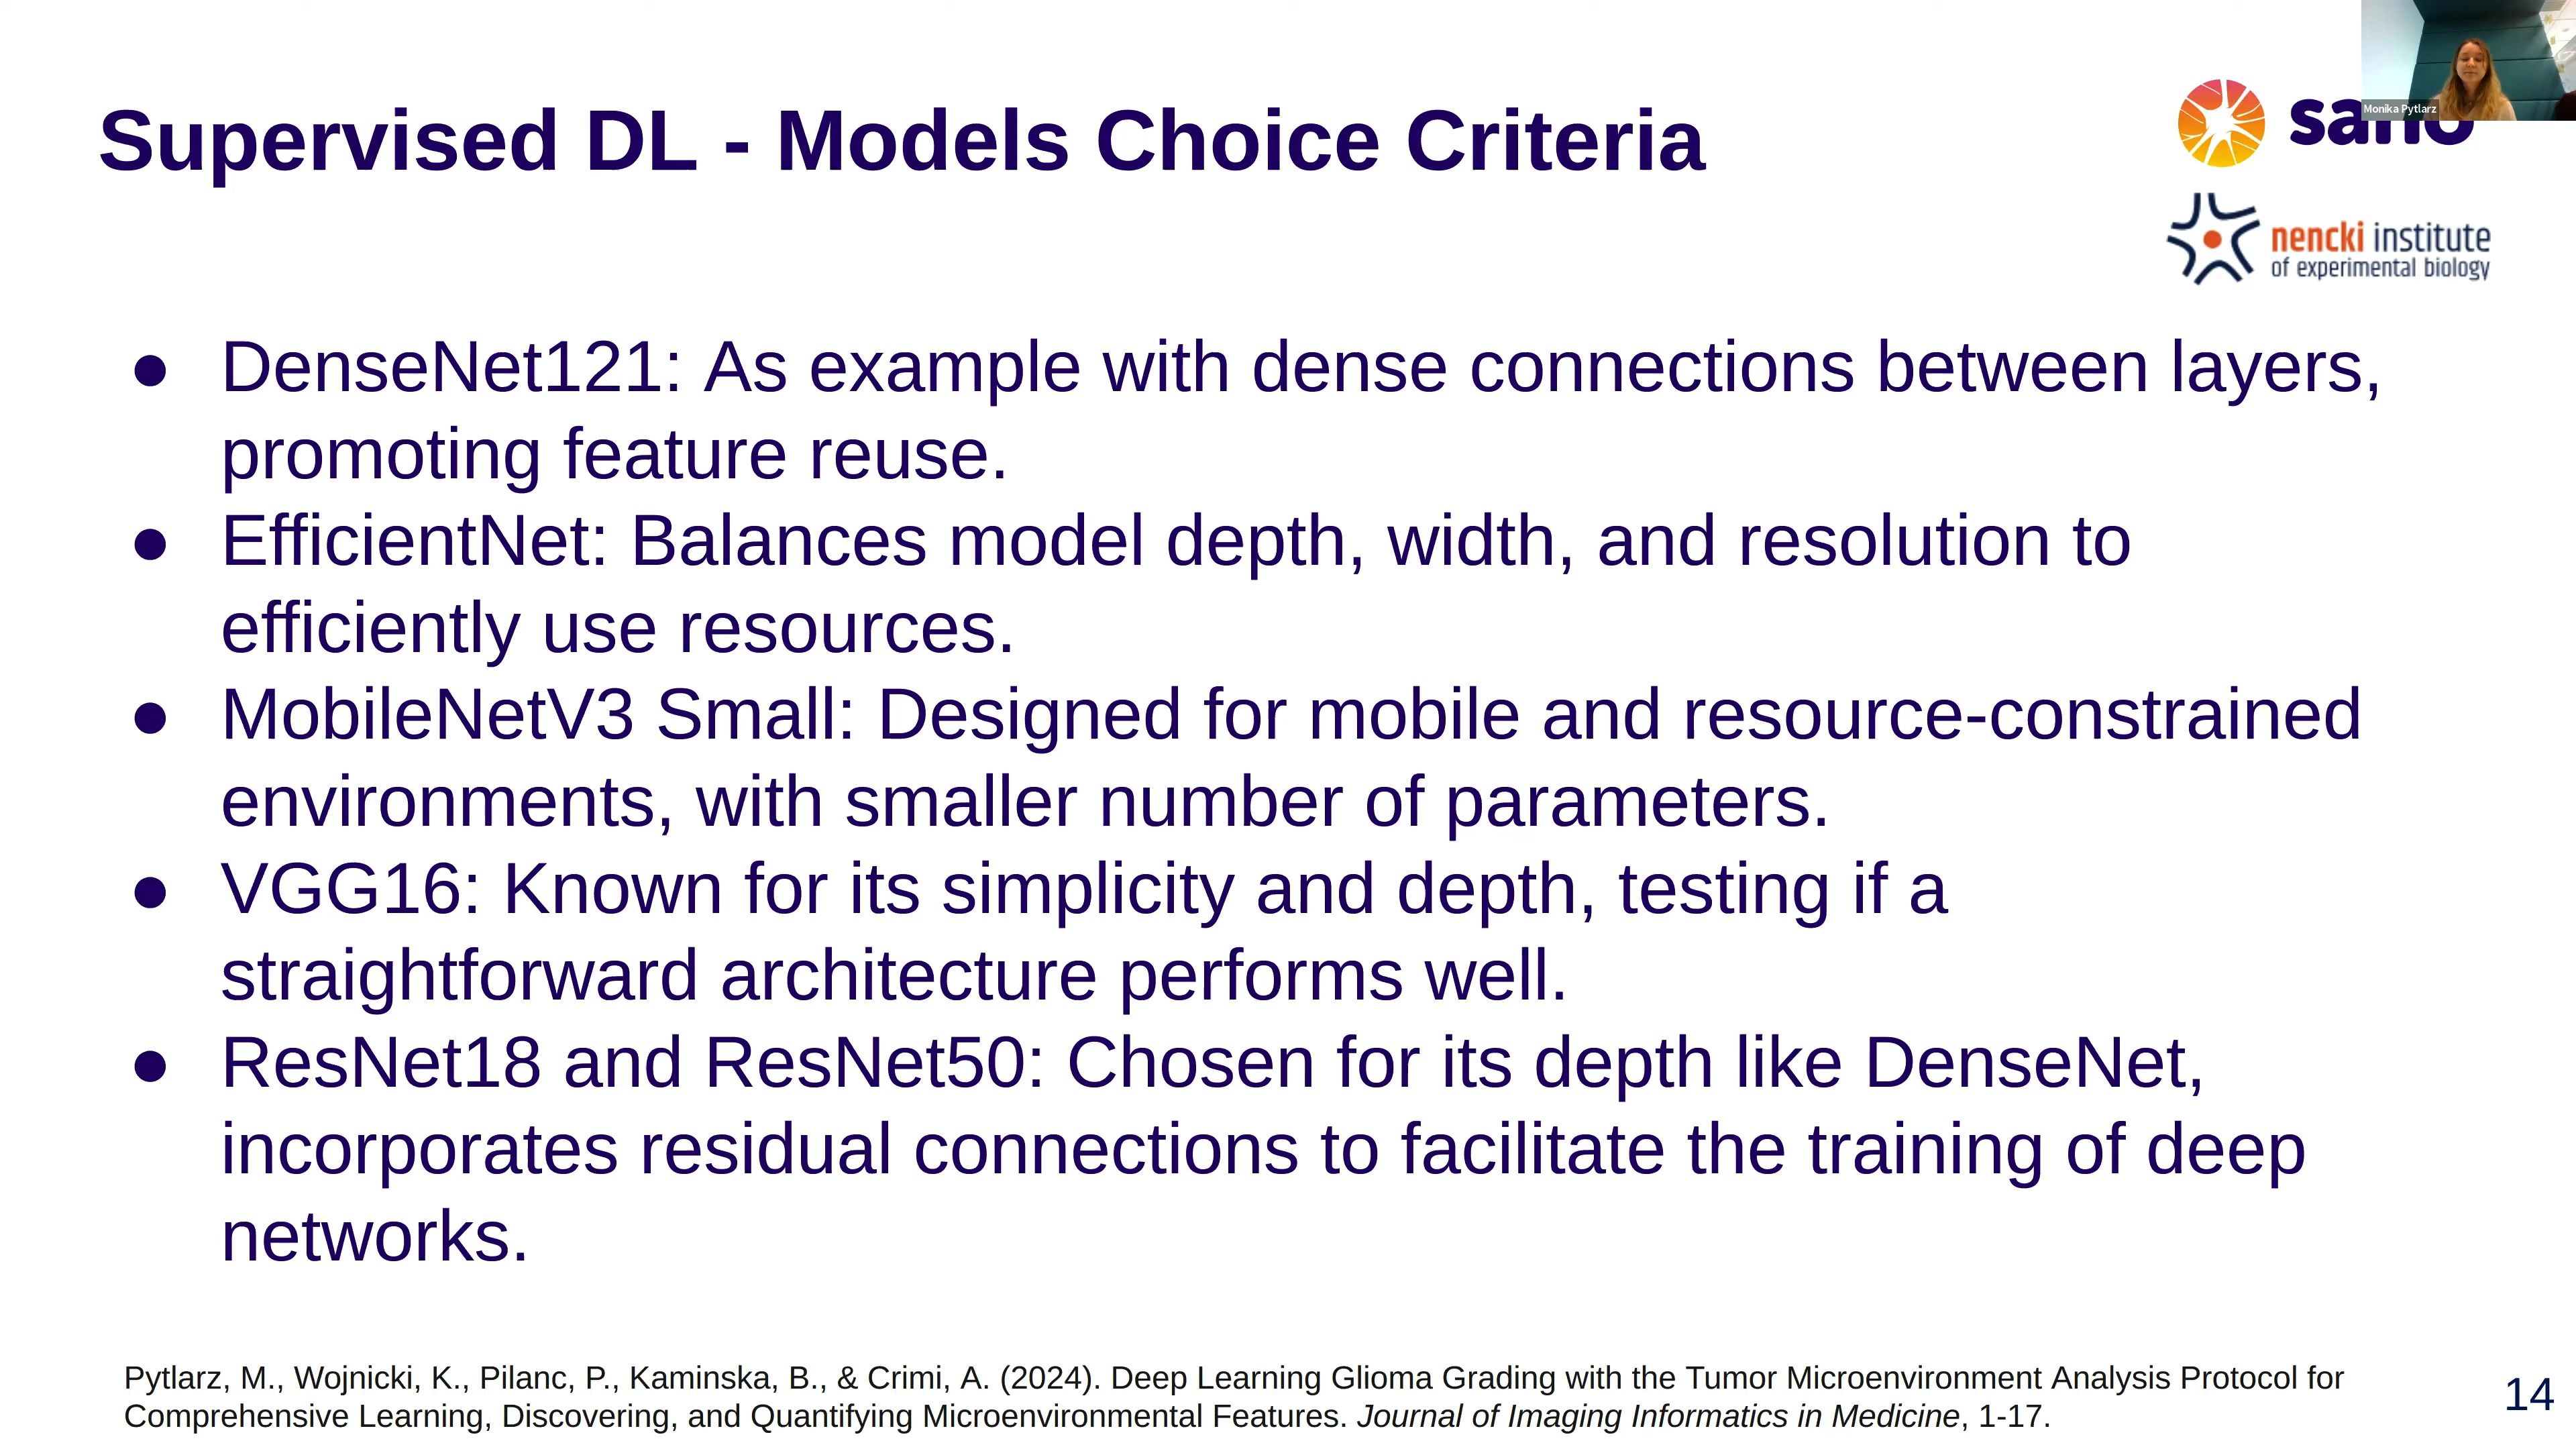 Supervised DL - Models Choice Criteria
sano
Monika Pytlarz
nencki institute
of experimental biology
● DenseNet121: As example with dense connections between layers,
promoting feature reuse.
● EfficientNet: Balances model depth, width, and resolution to
efficiently use resources.
● MobileNetV3 Small: Designed for mobile and resource-constrained
environments, with smaller number of parameters.
● VGG16: Known for its simplicity and depth, testing if a
straightforward architecture performs well.
● ResNet18 and ResNet50: Chosen for its depth like DenseNet,
incorporates residual connections to facilitate the training of deep
networks.
Pytlarz, M., Wojnicki, K., Pilanc, P., Kaminska, B., & Crimi, A. (2024). Deep Learning Glioma Grading with the Tumor Microenvironment Analysis Protocol for
Comprehensive Learning, Discovering, and Quantifying Microenvironmental Features. Journal of Imaging Informatics in Medicine, 1-17.
14